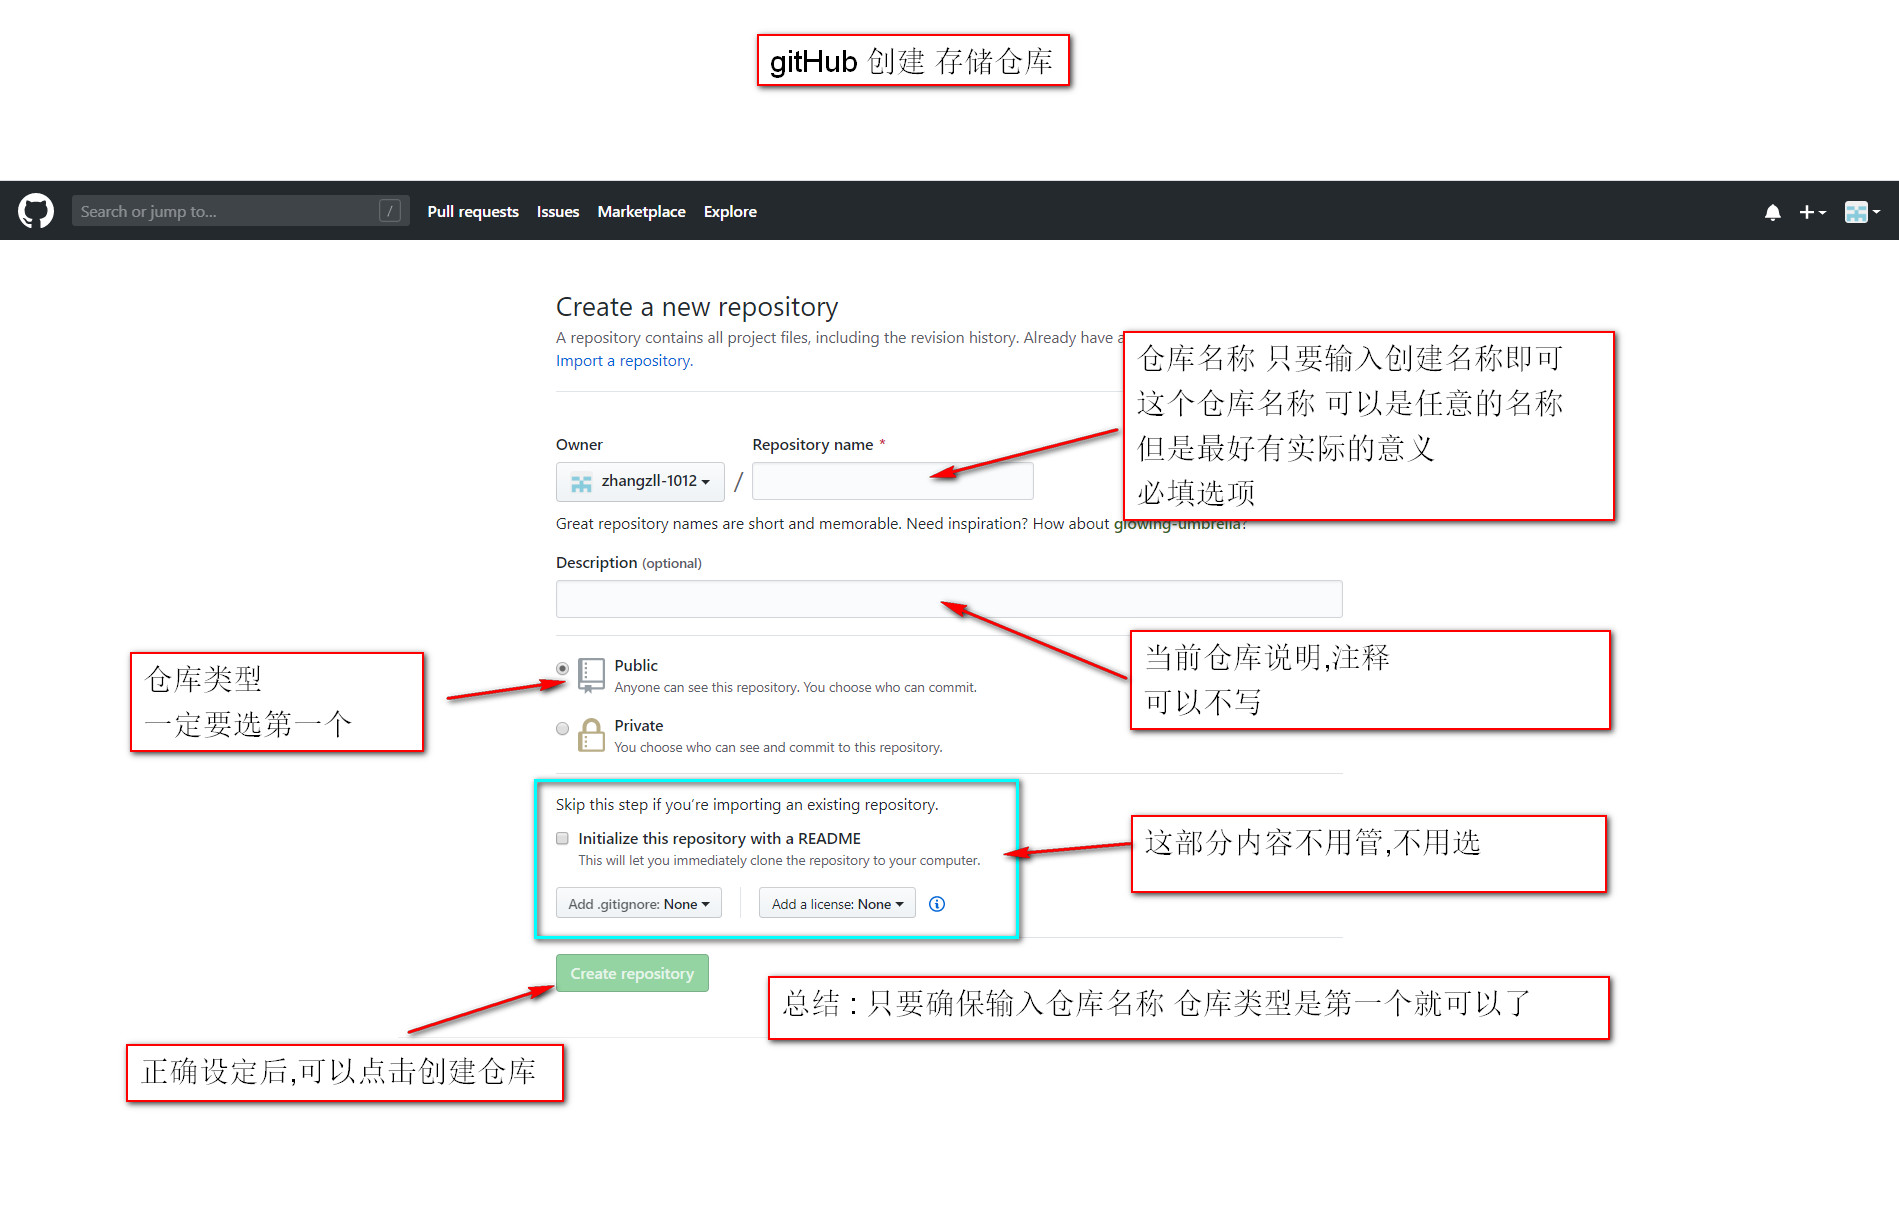 gitHub 创建 存储仓库
Search or jump to...
/
Pull requests Issues Marketplace Explore
Create a new repository
A repository contains all project files, including the revision history. Already have a
Import a repository.
仓库名称 只要输入创建名称即可
这个仓库名称 可以是任意的名称
但是最好有实际的意义
必填选项
Owner
Repository name *
zhangzll-1012
/
Great repository names are short and memorable. Need inspiration? How about growing-umbrella?
Description (optional)
当前仓库说明,注释
可以不写
仓库类型
一定要选第一个
Public
Anyone can see this repository. You choose who can commit.
Private
You choose who can see and commit to this repository.
Skip this step if you’re importing an existing repository.
Initialize this repository with a README
This will let you immediately clone the repository to your computer.
Add .gitignore: None
Add a license: None
这部分内容不用管,不用选
Create repository
总结 : 只要确保输入仓库名称 仓库类型是第一个就可以了
正确设定后,可以点击创建仓库